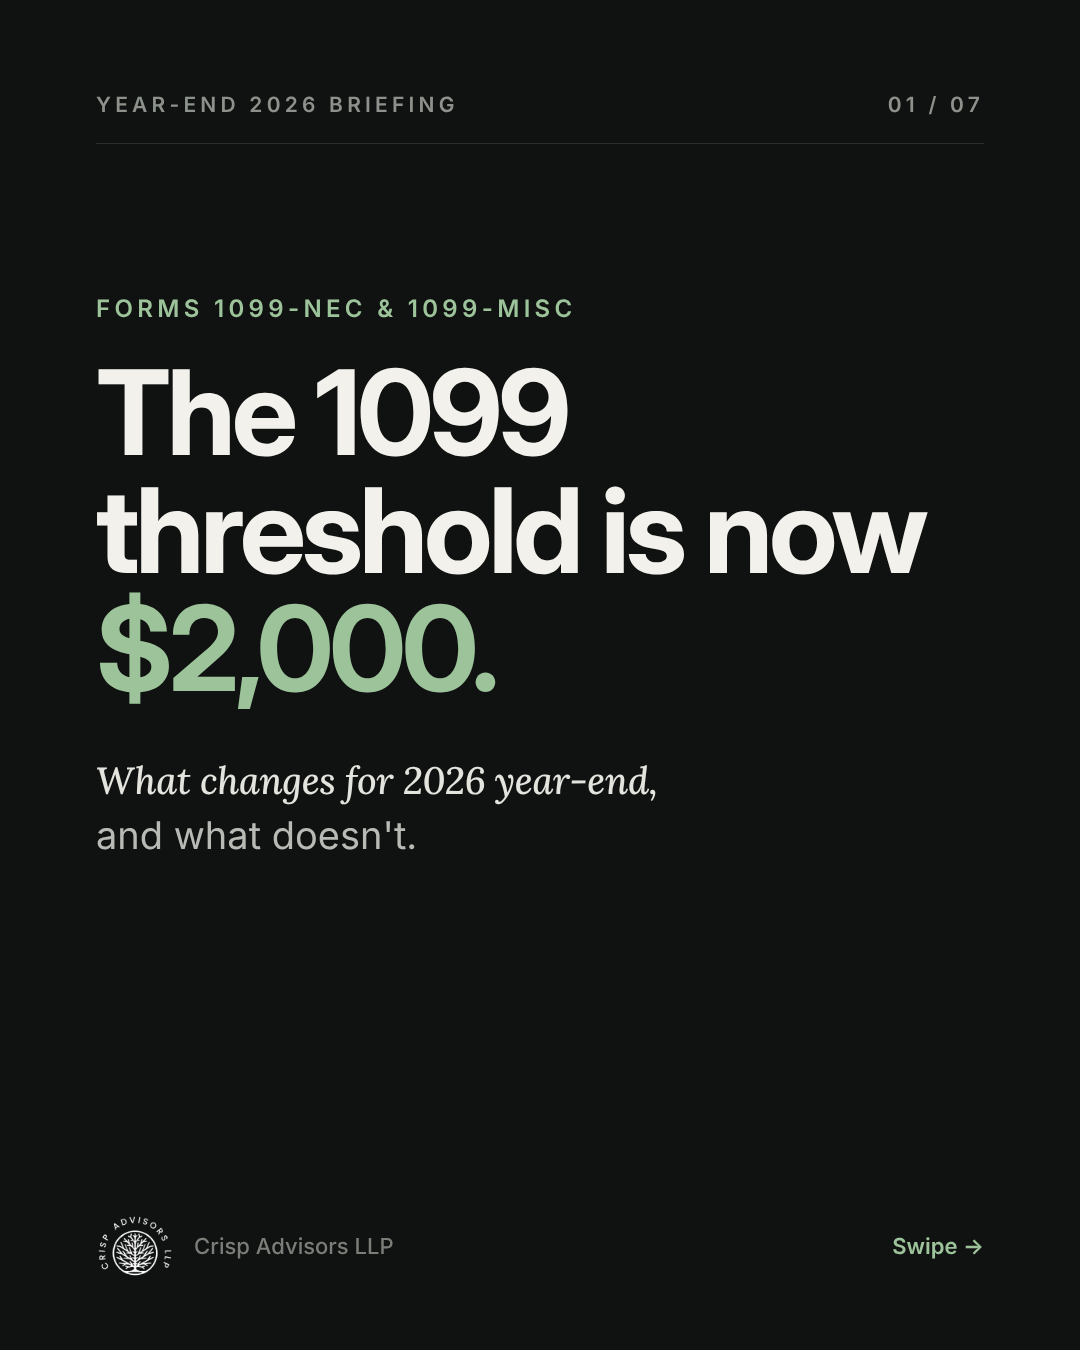 YEAR-END 2026 BRIEFING
01 / 07
FORMS 1099-NEC & 1099-MISC
The 1099
threshold is now
$2,000.
What changes for 2026 year-end,
and what doesn't.
CRISP ADVISORS LLP
Crisp Advisors LLP
Swipe →